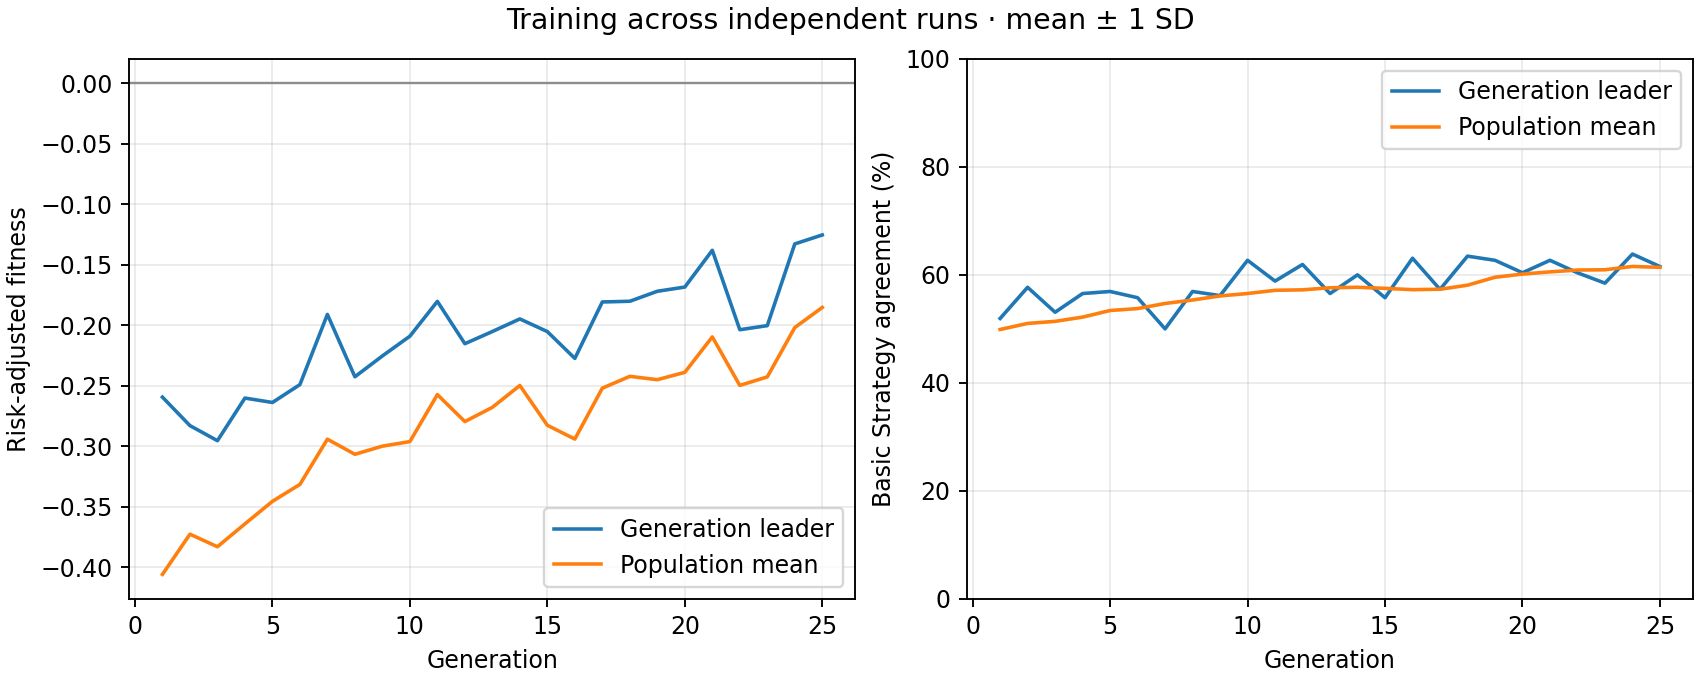 Training across independent runs · mean ± 1 SD
Risk-adjusted fitness
0.00
−0.05
−0.10
−0.15
−0.20
−0.25
−0.30
−0.35
−0.40
Generation leader
Population mean
0 5 10 15 20 25
Generation
Basic Strategy agreement (%)
100
80
60
40
20
0
Generation leader
Population mean
0 5 10 15 20 25
Generation